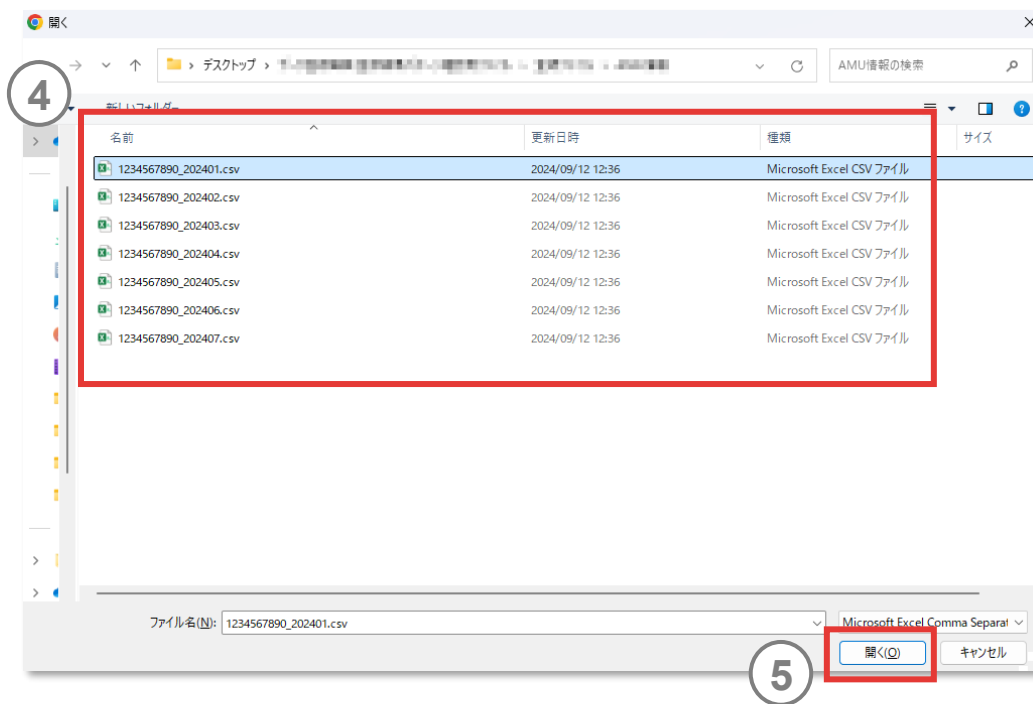 開く
デスクトップ
AMU情報の検索
4
新しいフォルダー
名前 更新日時 種類 サイズ
1234567890_202401.csv 2024/09/12 12:36 Microsoft Excel CSV ファイル
1234567890_202402.csv 2024/09/12 12:36 Microsoft Excel CSV ファイル
1234567890_202403.csv 2024/09/12 12:36 Microsoft Excel CSV ファイル
1234567890_202404.csv 2024/09/12 12:36 Microsoft Excel CSV ファイル
1234567890_202405.csv 2024/09/12 12:36 Microsoft Excel CSV ファイル
1234567890_202406.csv 2024/09/12 12:36 Microsoft Excel CSV ファイル
1234567890_202407.csv 2024/09/12 12:36 Microsoft Excel CSV ファイル
ファイル名(N): 1234567890_202401.csv Microsoft Excel Comma Separat
開く(O) キャンセル
5